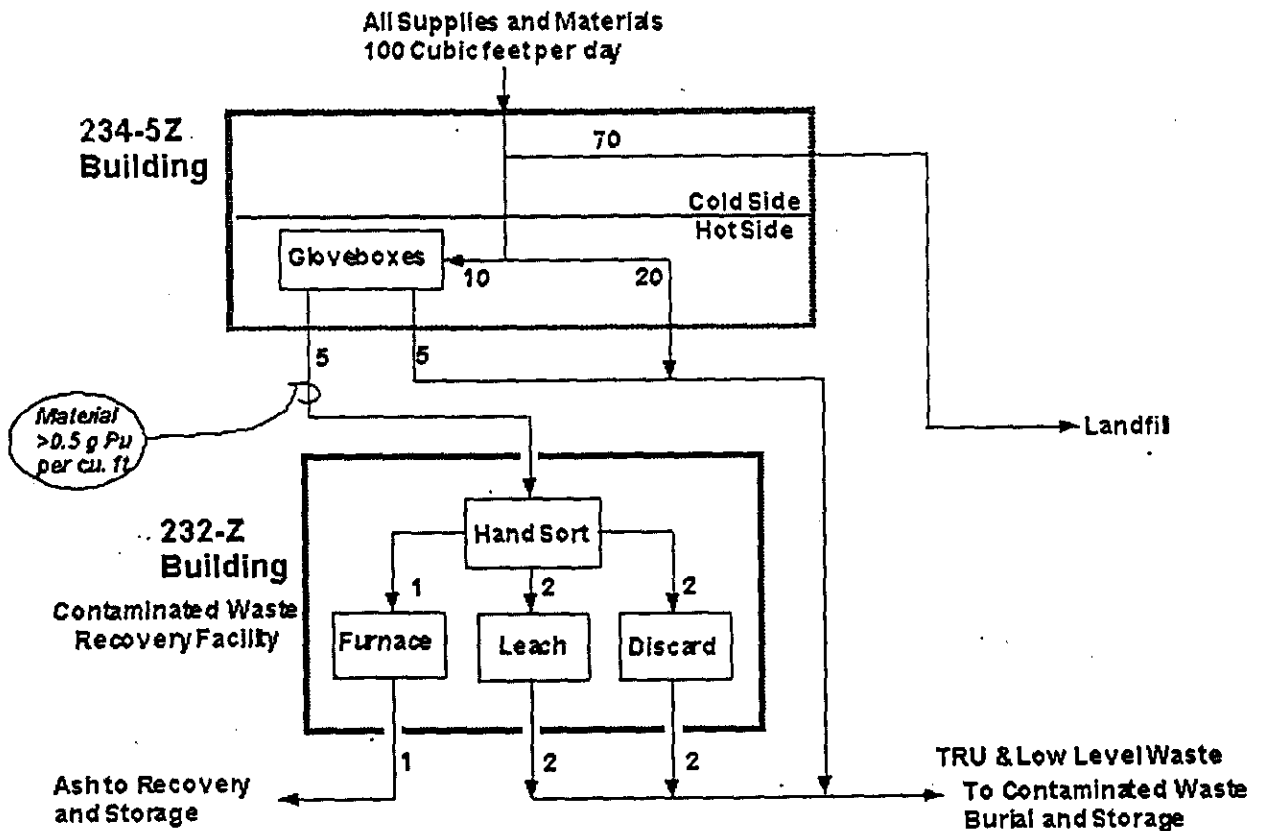 All Supplies and Materials
100 Cubic feet per day
234-5Z
Building
70
Cold Side
Hot Side
Gloveboxes
10
20
5
5
Material
>0.5 g Pu
per cu. ft
Landfill
Hand Sort
232-Z
Building
Contaminated Waste
Recovery Facility
1
2
2
Furnace
Leach
Discard
1
2
2
Ash to Recovery
and Storage
TRU & Low Level Waste
To Contaminated Waste
Burial and Storage